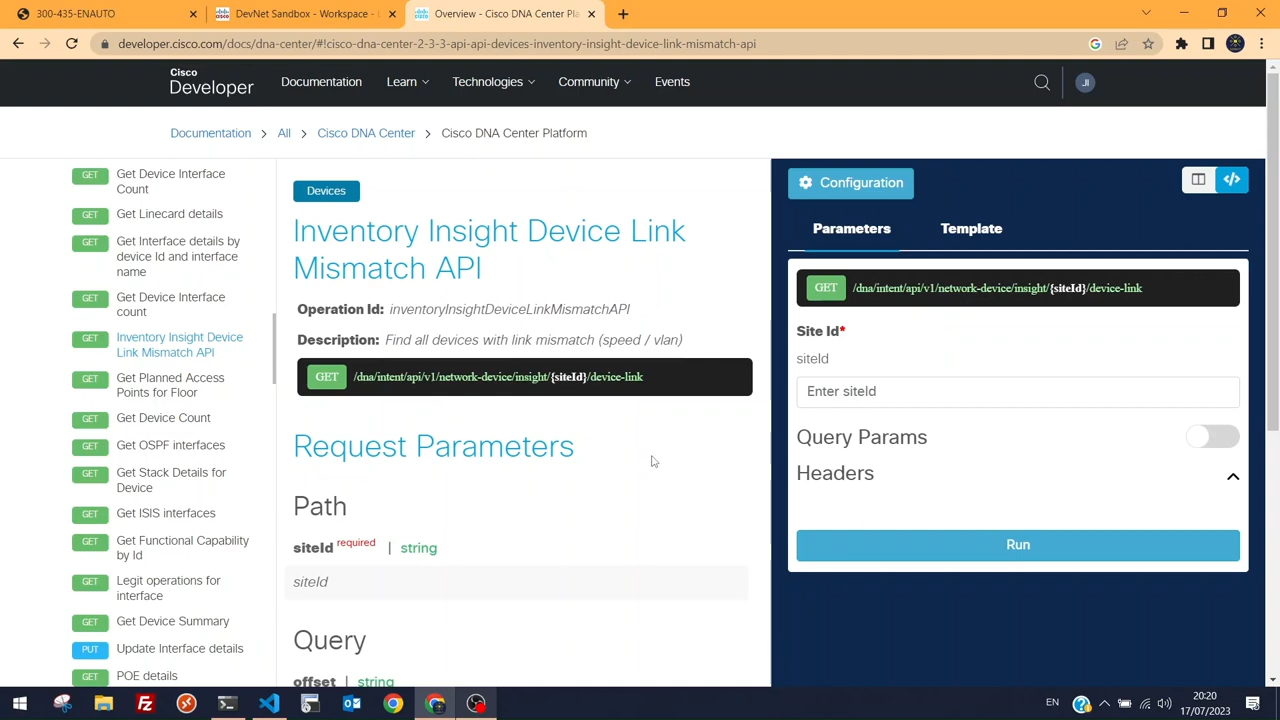 300-435-ENAUTO
DevNet Sandbox - Workspace - L
Overview - Cisco DNA Center Pla
developer.cisco.com/docs/dna-center/#!cisco-dna-center-2-3-3-api-api-devices-inventory-insight-device-link-mismatch-api
Cisco
Developer
Documentation
Learn
Technologies
Community
Events
JI
Documentation > All > Cisco DNA Center > Cisco DNA Center Platform
GET Get Device Interface
Count
GET Get Linecard details
GET Get Interface details by
device Id and interface
name
GET Get Device Interface
count
GET Inventory Insight Device
Link Mismatch API
GET Get Planned Access
Points for Floor
GET Get Device Count
GET Get OSPF interfaces
GET Get Stack Details for
Device
GET Get ISIS interfaces
GET Get Functional Capability
by Id
GET Legit operations for
interface
GET Get Device Summary
PUT Update Interface details
GET POE details
Devices
Inventory Insight Device Link
Mismatch API
Operation Id: inventoryInsightDeviceLinkMismatchAPI
Description: Find all devices with link mismatch (speed / vlan)
GET /dna/intent/api/v1/network-device/insight/{siteId}/device-link
Request Parameters
Path
siteId required | string
siteId
Query
offset | string
Configuration
</>
Parameters
Template
GET /dna/intent/api/v1/network-device/insight/{siteId}/device-link
Site Id*
siteId
Enter siteId
Query Params
Headers
Run
EN
20:20
17/07/2023